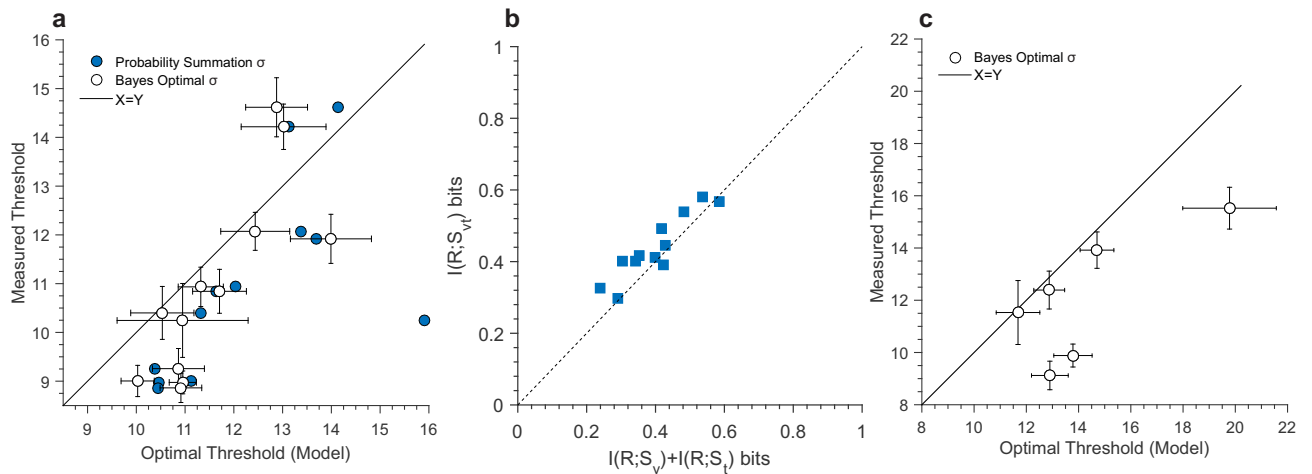 a
16
15
14
13
12
11
10
9
Measured Threshold
Probability Summation σ
Bayes Optimal σ
X=Y
9 10 11 12 13 14 15 16
Optimal Threshold (Model)
b
1
0.8
0.6
0.4
0.2
0
I(R;Svt) bits
0 0.2 0.4 0.6 0.8 1
I(R;Sv)+I(R;St) bits
c
22
20
18
16
14
12
10
8
Measured Threshold
Bayes Optimal σ
X=Y
8 10 12 14 16 18 20 22
Optimal Threshold (Model)